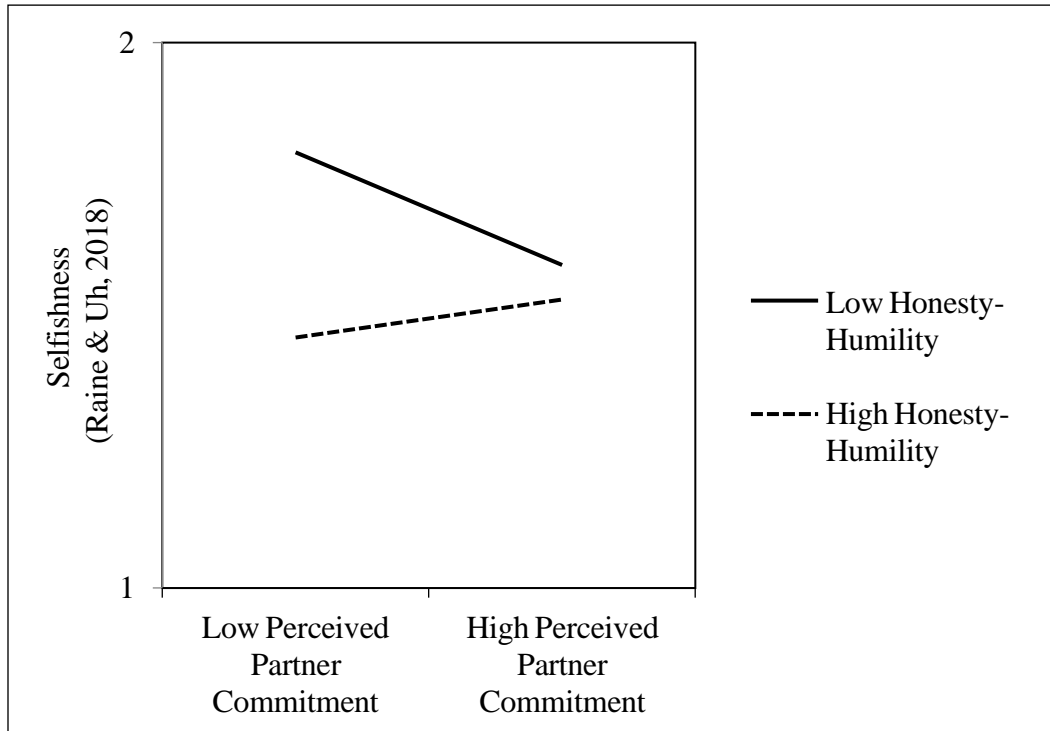 2
1
Selfishness
(Raine & Uh, 2018)
Low Perceived
Partner
Commitment
High Perceived
Partner
Commitment
Low Honesty-
Humility
High Honesty-
Humility